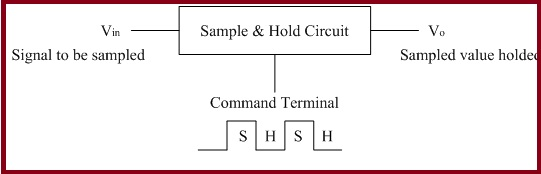 Vin
Sample & Hold Circuit
Vo
Signal to be sampled
Sampled value holded
Command Terminal
S H S H